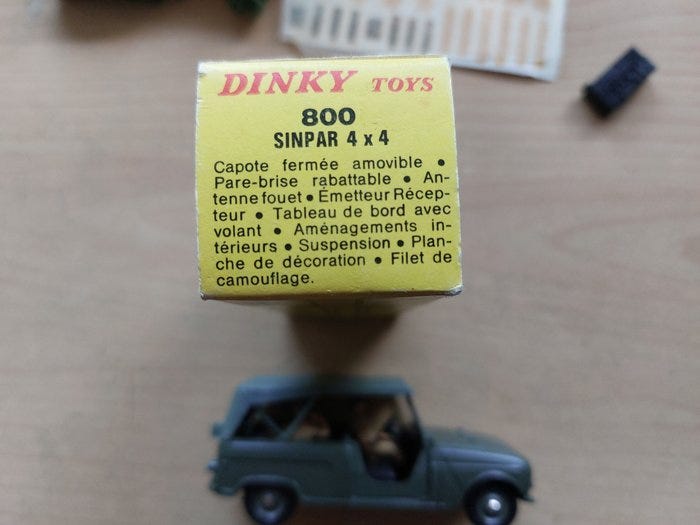 DINKY TOYS
800
SINPAR 4 x 4
Capote fermée amovible •
Pare-brise rabattable • An-
tenne fouet • Émetteur Récep-
teur • Tableau de bord avec
volant • Aménagements in-
térieurs • Suspension • Plan-
che de décoration • Filet de
camouflage.